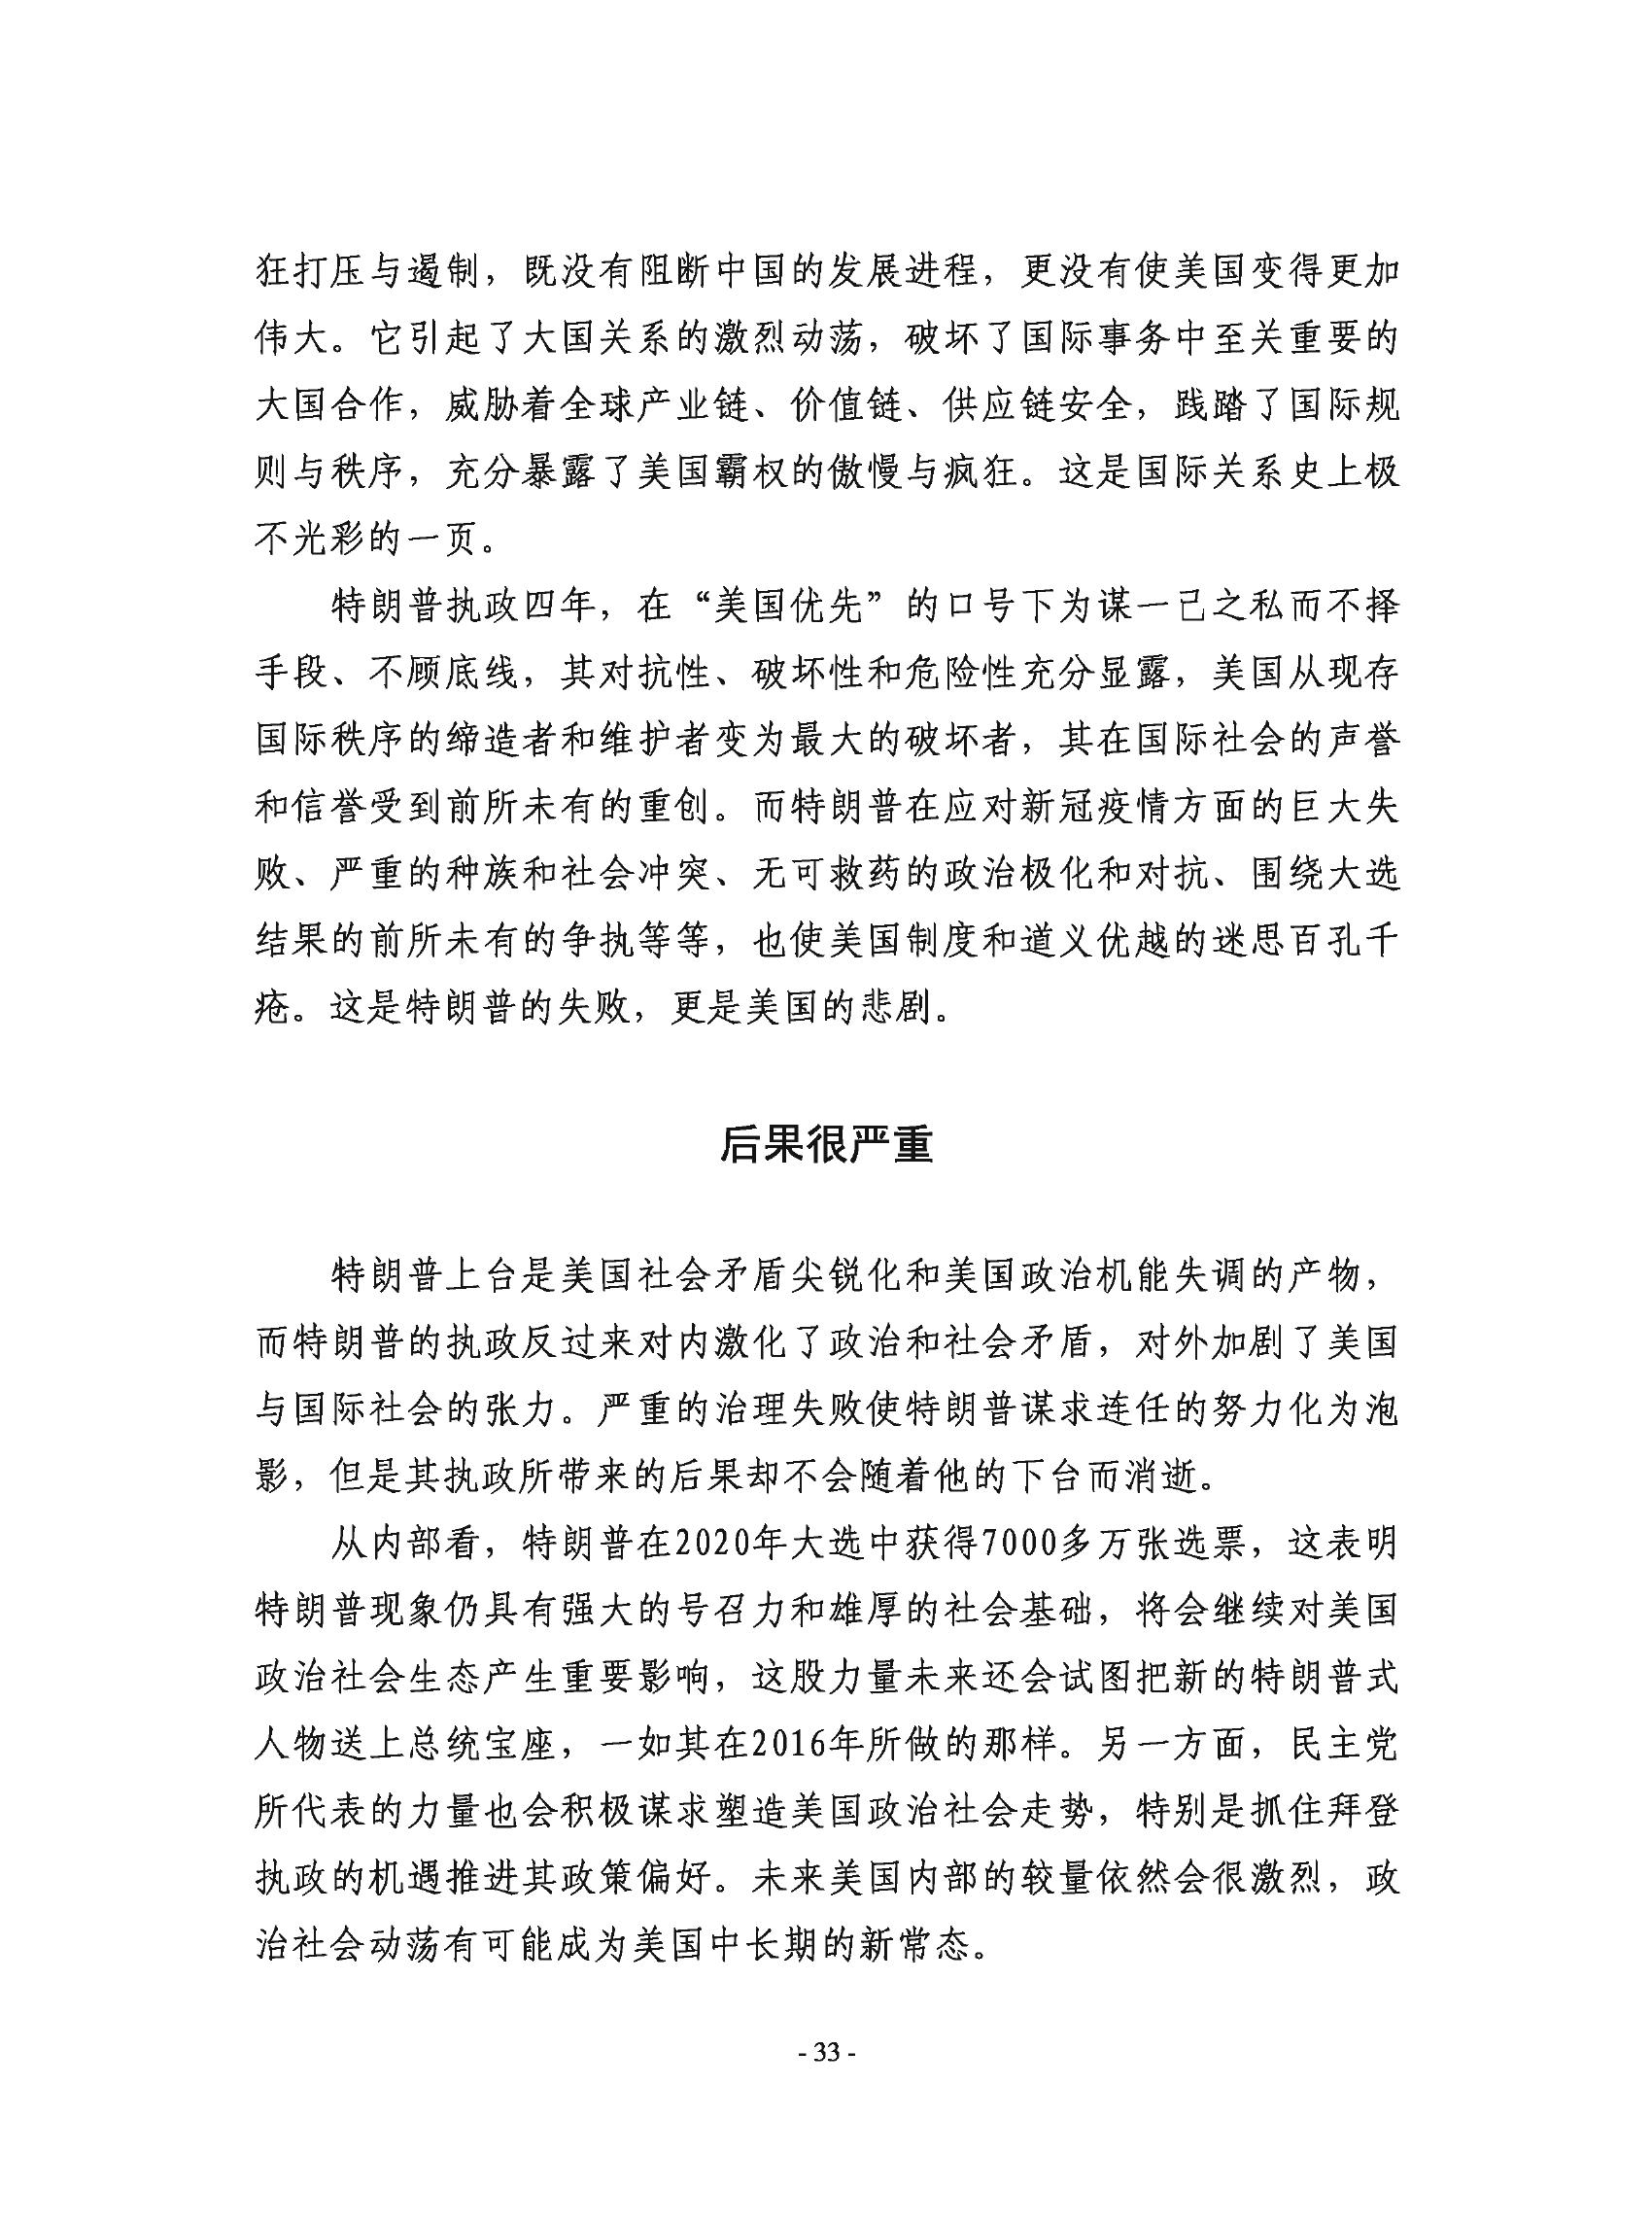 狂打压与遏制，既没有阻断中国的发展进程，更没有使美国变得更加
伟大。它引起了大国关系的激烈动荡，破坏了国际事务中至关重要的
大国合作，威胁着全球产业链、价值链、供应链安全，践踏了国际规
则与秩序，充分暴露了美国霸权的傲慢与疯狂。这是国际关系史上极
不光彩的一页。
特朗普执政四年，在“美国优先”的口号下为谋一己之私而不择
手段、不顾底线，其对抗性、破坏性和危险性充分显露，美国从现存
国际秩序的缔造者和维护者变为最大的破坏者，其在国际社会的声誉
和信誉受到前所未有的重创。而特朗普在应对新冠疫情方面的巨大失
败、严重的种族和社会冲突、无可救药的政治极化和对抗、围绕大选
结果的前所未有的争执等等，也使美国制度和道义优越的迷思百孔千
疮。这是特朗普的失败，更是美国的悲剧。
后果很严重
特朗普上台是美国社会矛盾尖锐化和美国政治机能失调的产物，
而特朗普的执政反过来对内激化了政治和社会矛盾，对外加剧了美国
与国际社会的张力。严重的治理失败使特朗普谋求连任的努力化为泡
影，但是其执政所带来的后果却不会随着他的下台而消逝。
从内部看，特朗普在2020年大选中获得7000多万张选票，这表明
特朗普现象仍具有强大的号召力和雄厚的社会基础，将会继续对美国
政治社会生态产生重要影响，这股力量未来还会试图把新的特朗普式
人物送上总统宝座，一如其在2016年所做的那样。另一方面，民主党
所代表的力量也会积极谋求塑造美国政治社会走势，特别是抓住拜登
执政的机遇推进其政策偏好。未来美国内部的较量依然会很激烈，政
治社会动荡有可能成为美国中长期的新常态。
- 33 -